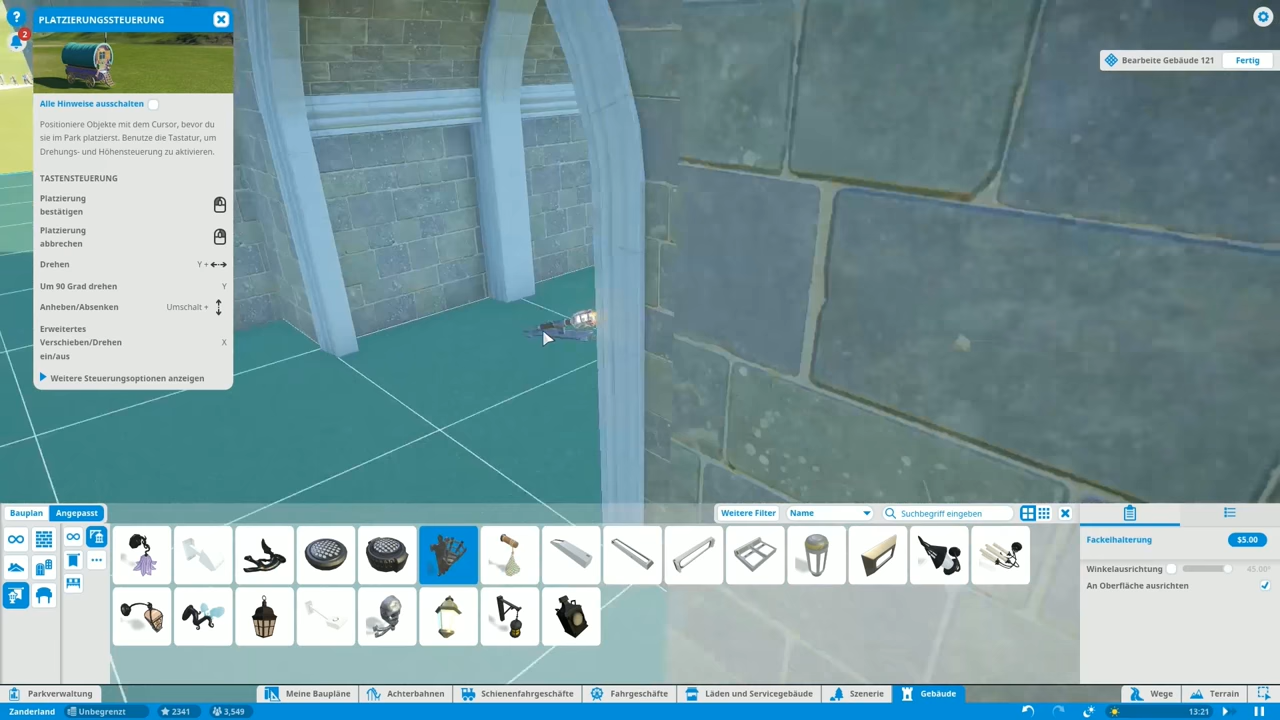 ?
2
PLATZIERUNGSSTEUERUNG
Alle Hinweise ausschalten
Positioniere Objekte mit dem Cursor, bevor du
sie im Park platzierst. Benutze die Tastatur, um
Drehungs- und Höhensteuerung zu aktivieren.
TASTENSTEUERUNG
Platzierung
bestätigen
Platzierung
abbrechen
Drehen Y +
Um 90 Grad drehen Y
Anheben/Absenken Umschalt +
Erweitertes
Verschieben/Drehen X
ein/aus
Weitere Steuerungsoptionen anzeigen
Bearbeite Gebäude 121 Fertig
Bauplan Angepasst
Weitere Filter Name Suchbegriff eingeben
Fackelhalterung $5.00
Winkelausrichtung 45.00°
An Oberfläche ausrichten
Parkverwaltung Meine Baupläne Achterbahnen Schienenfahrgeschäfte Fahrgeschäfte Läden und Servicegebäude Szenerie Gebäude Wege Terrain
Zanderland Unbegrenzt 2341 3,549 13:21